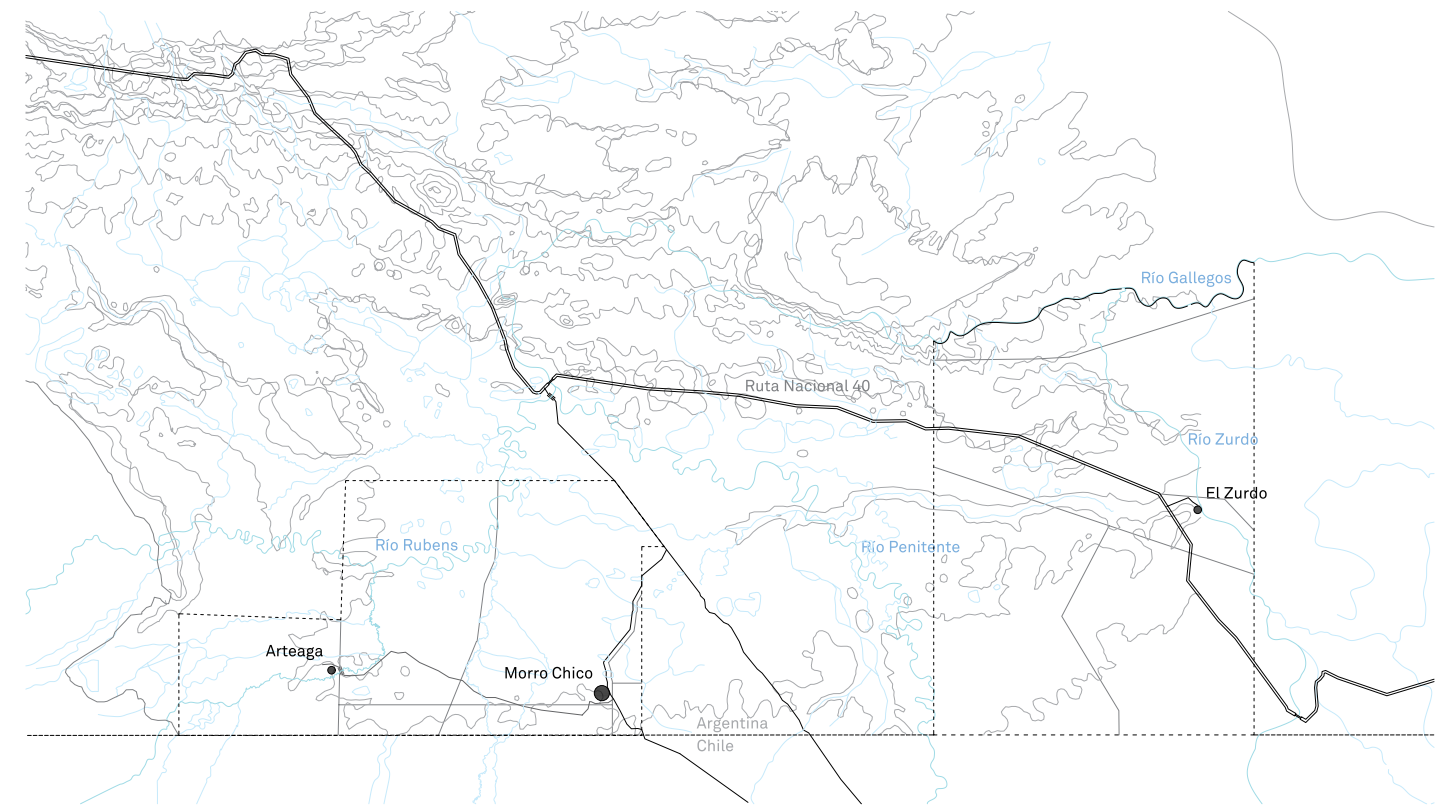 Río Gallegos
Ruta Nacional 40
Río Zurdo
El Zurdo
Río Rubens
Río Penitente
Arteaga
Morro Chico
Argentina
Chile